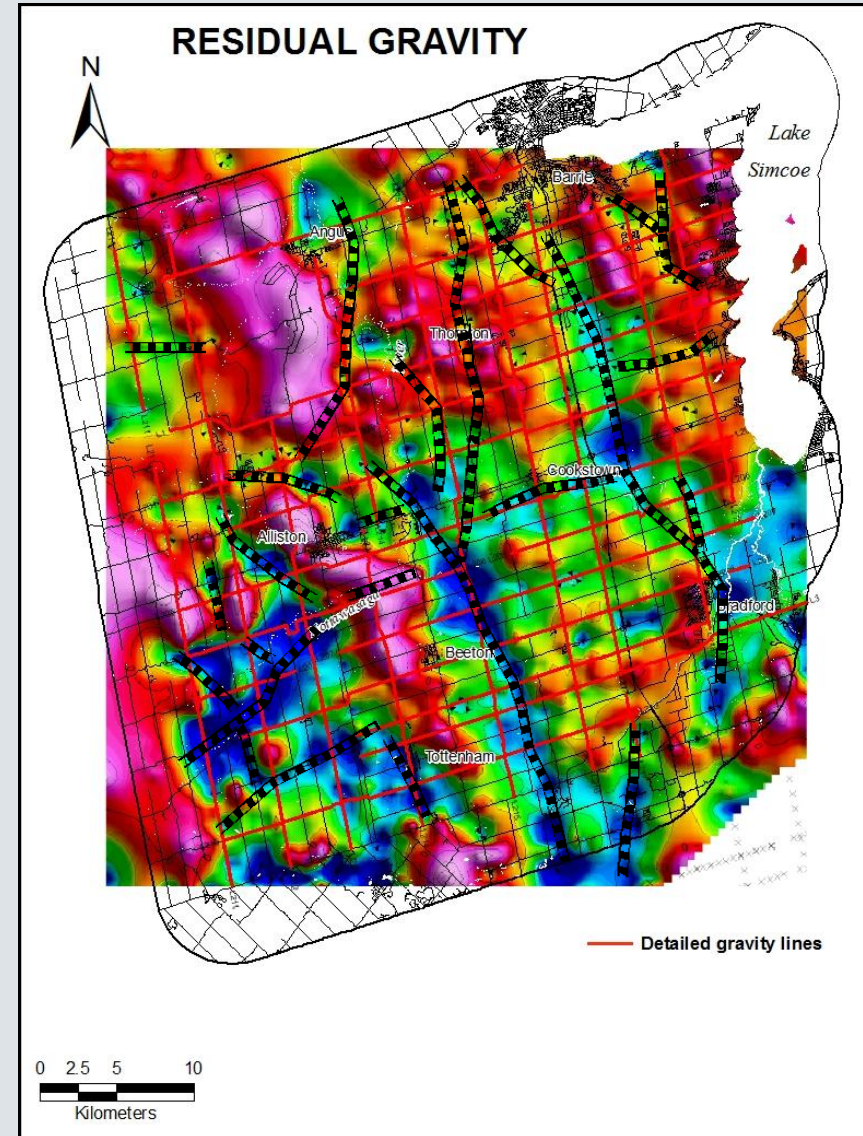 RESIDUAL GRAVITY
N
Lake
Simcoe
Barrie
Angus
Thornton
Cookstown
Alliston
Bradford
Beeton
Tottenham
Detailed gravity lines
0 2.5 5 10
Kilometers